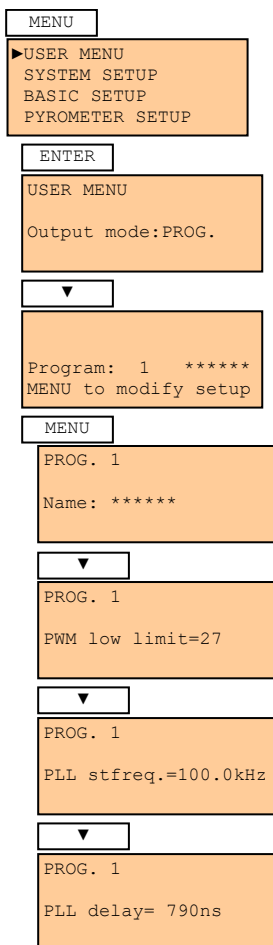 MENU
►USER MENU
SYSTEM SETUP
BASIC SETUP
PYROMETER SETUP
ENTER
USER MENU
Output mode:PROG.
▼
Program:  1  ******
MENU to modify setup
MENU
PROG. 1
Name: ******
▼
PROG. 1
PWM low limit=27
▼
PROG. 1
PLL stfreq.=100.0kHz
▼
PROG. 1
PLL delay= 790ns